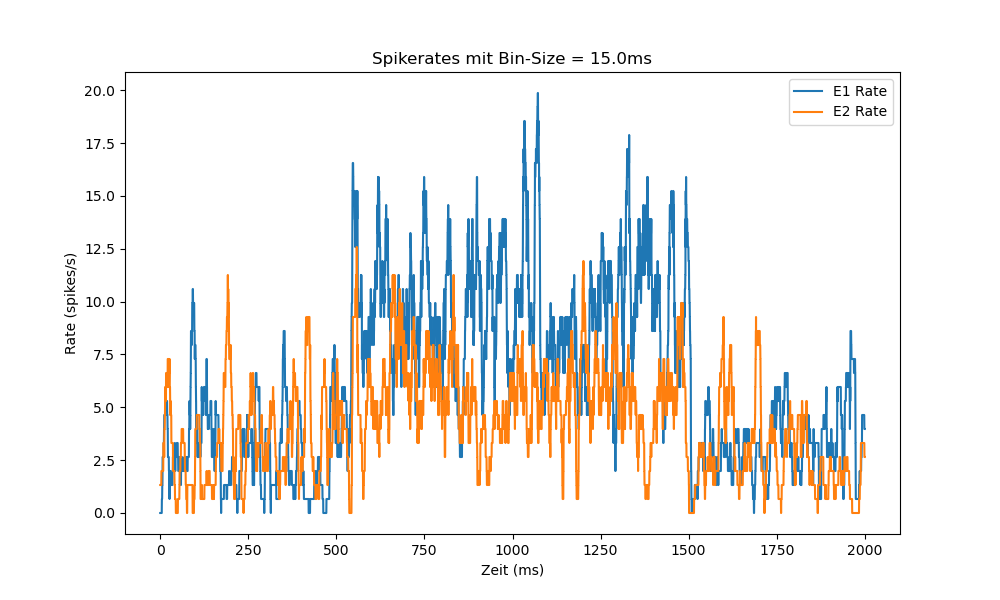 Spikerates mit Bin-Size = 15.0ms
E1 Rate
E2 Rate
20.0
17.5
15.0
12.5
10.0
7.5
5.0
2.5
0.0
Rate (spikes/s)
0 250 500 750 1000 1250 1500 1750 2000
Zeit (ms)